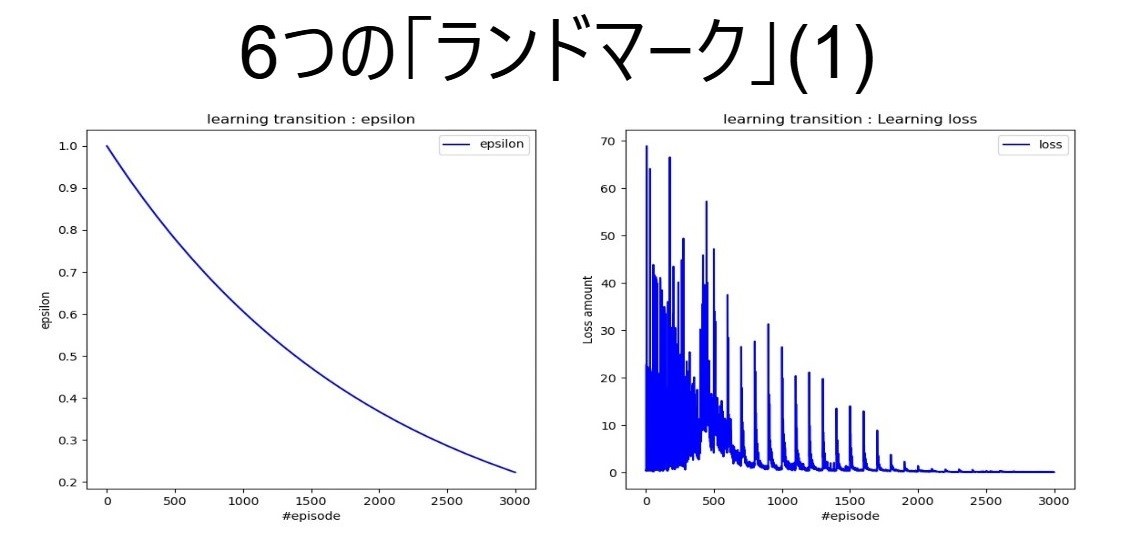 6つの「ランドマーク」(1)
learning transition : epsilon
epsilon
1.0
0.9
0.8
0.7
0.6
0.5
0.4
0.3
0.2
epsilon
0 500 1000 1500 2000 2500 3000
#episode
learning transition : Learning loss
loss
70
60
50
40
30
20
10
0
Loss amount
0 500 1000 1500 2000 2500 3000
#episode